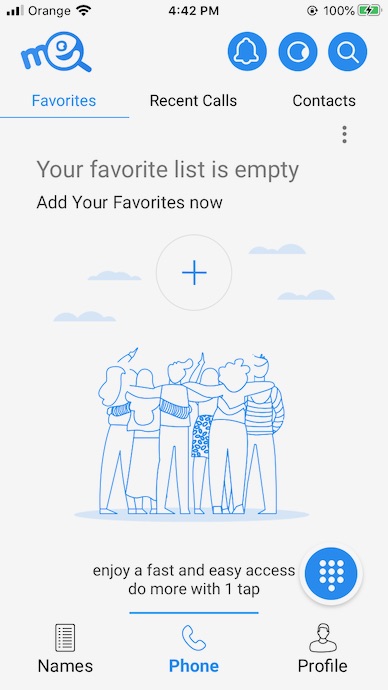 Orange 4:42 PM 100%
me
Favorites Recent Calls Contacts
Your favorite list is empty
Add Your Favorites now
enjoy a fast and easy access
do more with 1 tap
Names Phone Profile